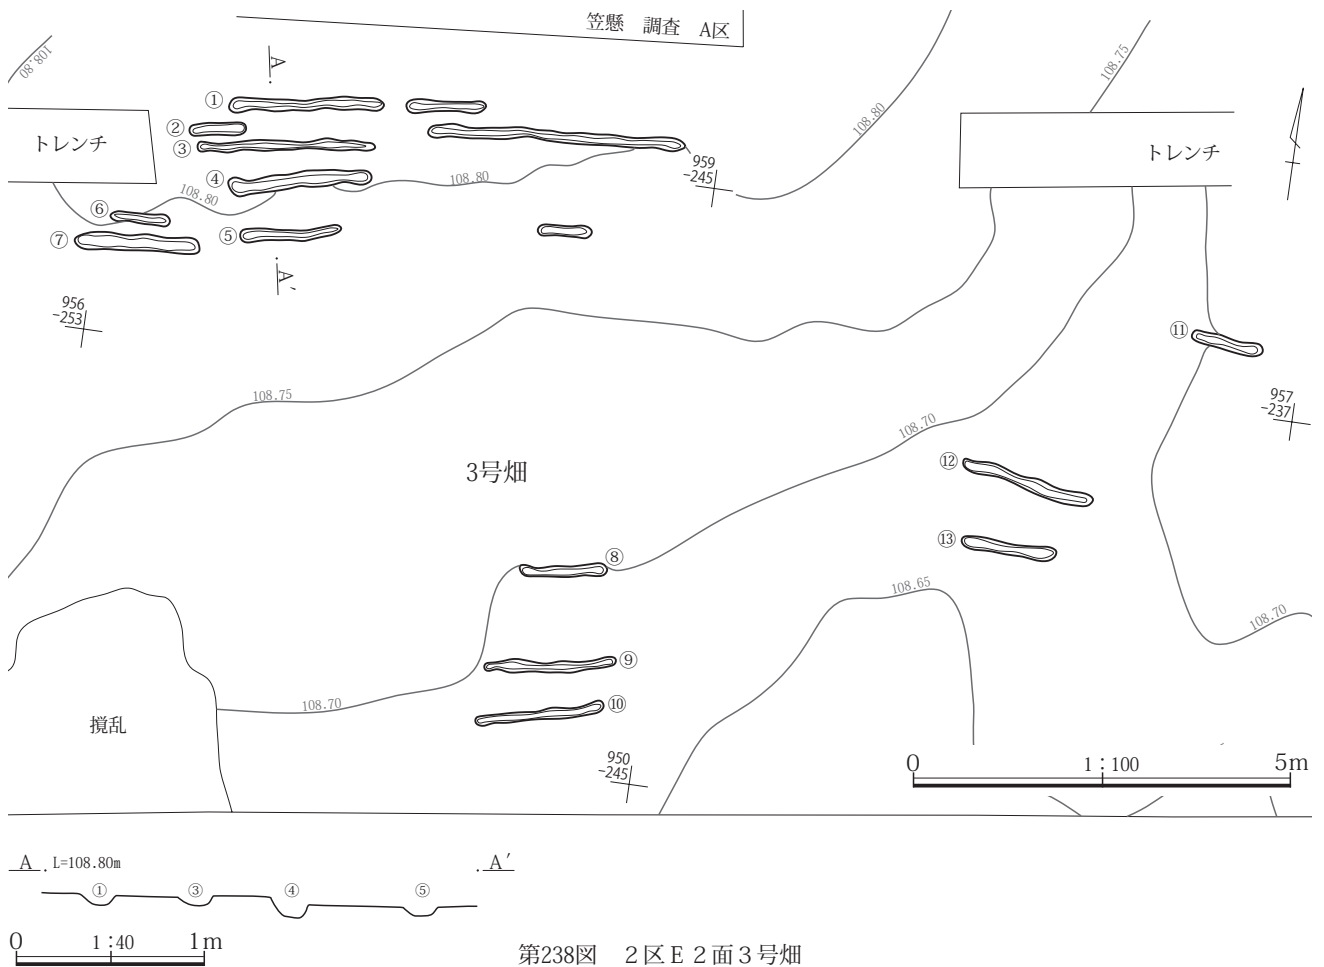 笠懸　調査　A区
108.80
A
①
②
③
④
⑤
⑥
⑦
トレンチ
トレンチ
108.80
108.80
108.80
108.75
959
-245
A′
956
-253
⑪
957
-237
108.75
108.70
3号畑
⑫
⑬
⑧
108.65
108.70
⑨
⑩
108.70
撹乱
950
-245
0 1：100 5m
A L=108.80m A′
① ③ ④ ⑤
0 1：40 1m
第238図　２区Ｅ２面３号畑